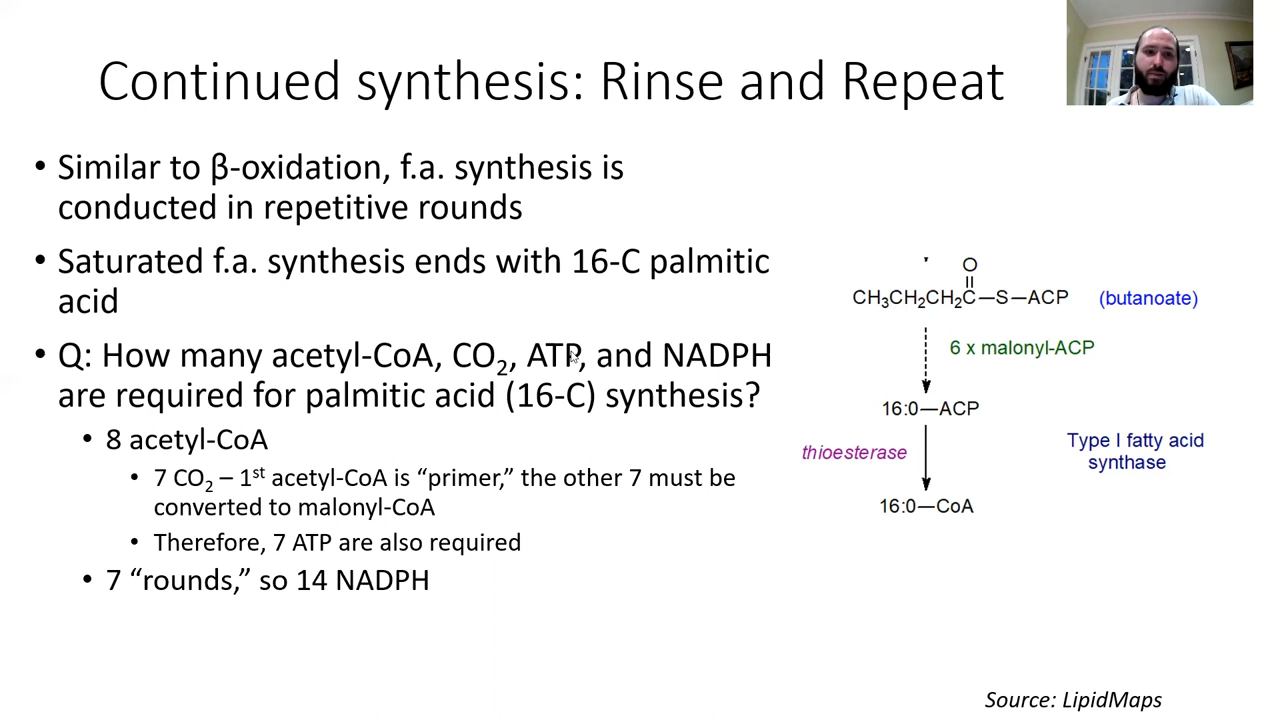 Continued synthesis: Rinse and Repeat
• Similar to β-oxidation, f.a. synthesis is
conducted in repetitive rounds
• Saturated f.a. synthesis ends with 16-C palmitic
acid
• Q: How many acetyl-CoA, CO₂, ATP, and NADPH
are required for palmitic acid (16-C) synthesis?
• 8 acetyl-CoA
• 7 CO₂ – 1ˢᵗ acetyl-CoA is “primer,” the other 7 must be
converted to malonyl-CoA
• Therefore, 7 ATP are also required
• 7 “rounds,” so 14 NADPH
O
CH₃CH₂CH₂C—S—ACP (butanoate)
6 x malonyl-ACP
16:0—ACP
thioesterase
Type I fatty acid
synthase
16:0—CoA
Source: LipidMaps